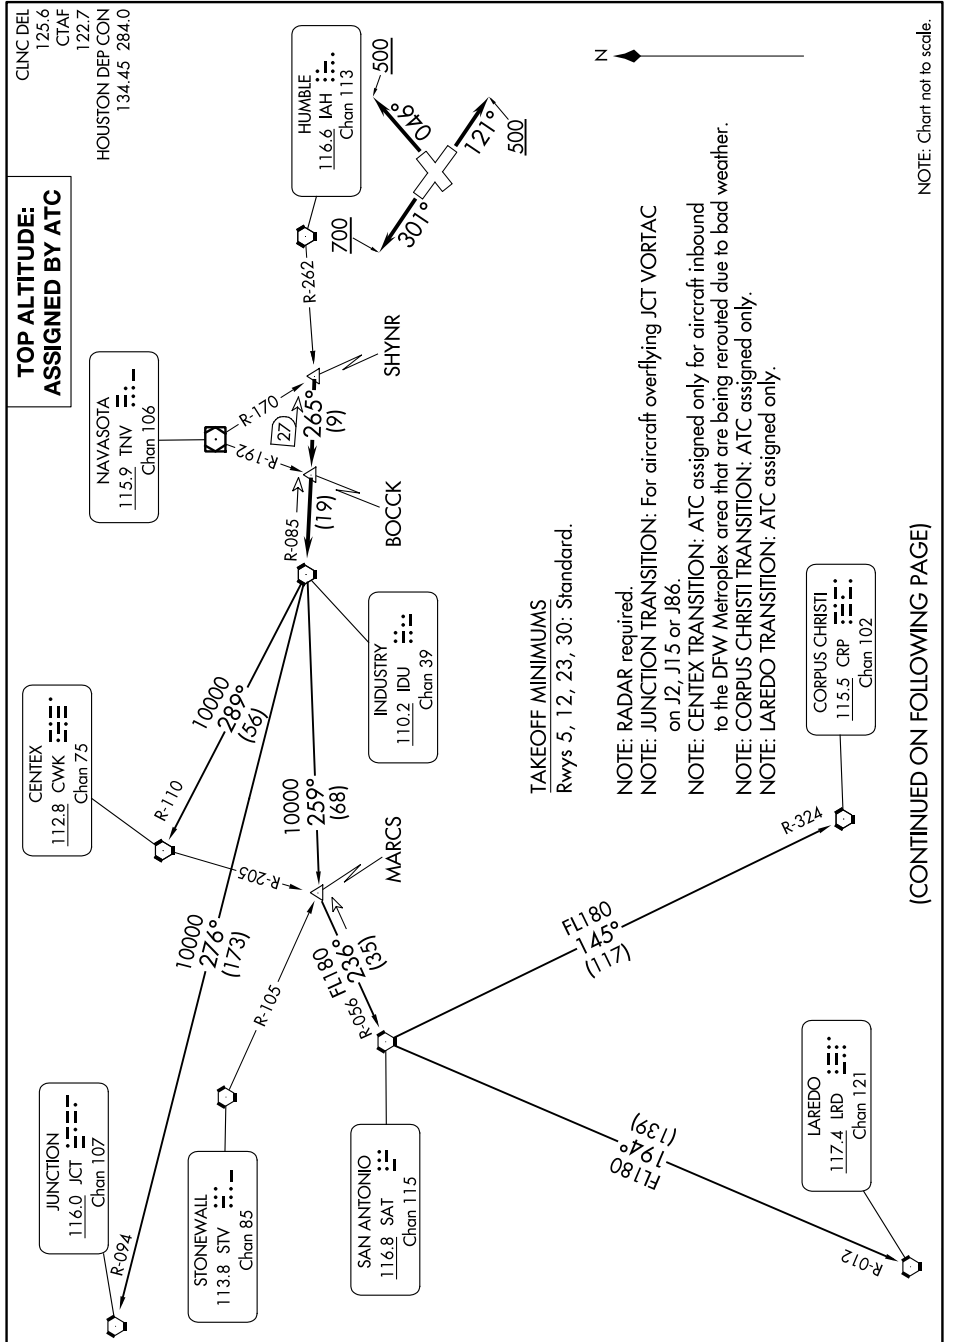 TOP ALTITUDE:
ASSIGNED BY ATC
CLNC DEL
125.6
CTAF
122.7
HOUSTON DEP CON
134.45 284.0
JUNCTION
116.0 JCT
Chan 107
R-094
10000
276°
(173)
CENTEX
112.8 CWK
Chan 75
R-110
10000
289°
(56)
R-205
NAVASOTA
115.9 TNV
Chan 106
R-192
R-170
27
HUMBLE
116.6 IAH
Chan 113
R-262
STONEWALL
113.8 STV
Chan 85
R-105
10000
259°
(68)
MARCS
INDUSTRY
110.2 IDU
Chan 39
R-085
(19)
BOCCK
265°
(9)
SHYNR
700
301°
046°
500
121°
500
SAN ANTONIO
116.8 SAT
Chan 115
R-056
FL180
236°
(35)
FL180
194°
(139)
R-012
LAREDO
117.4 LRD
Chan 121
FL180
145°
(117)
R-324
CORPUS CHRISTI
115.5 CRP
Chan 102
N
TAKEOFF MINIMUMS
Rwys 5, 12, 23, 30: Standard.
NOTE: RADAR required.
NOTE: JUNCTION TRANSITION: For aircraft overflying JCT VORTAC
on J2, J15 or J86.
NOTE: CENTEX TRANSITION: ATC assigned only for aircraft inbound
to the DFW Metroplex area that are being rerouted due to bad weather.
NOTE: CORPUS CHRISTI TRANSITION: ATC assigned only.
NOTE: LAREDO TRANSITION: ATC assigned only.
(CONTINUED ON FOLLOWING PAGE)
NOTE: Chart not to scale.